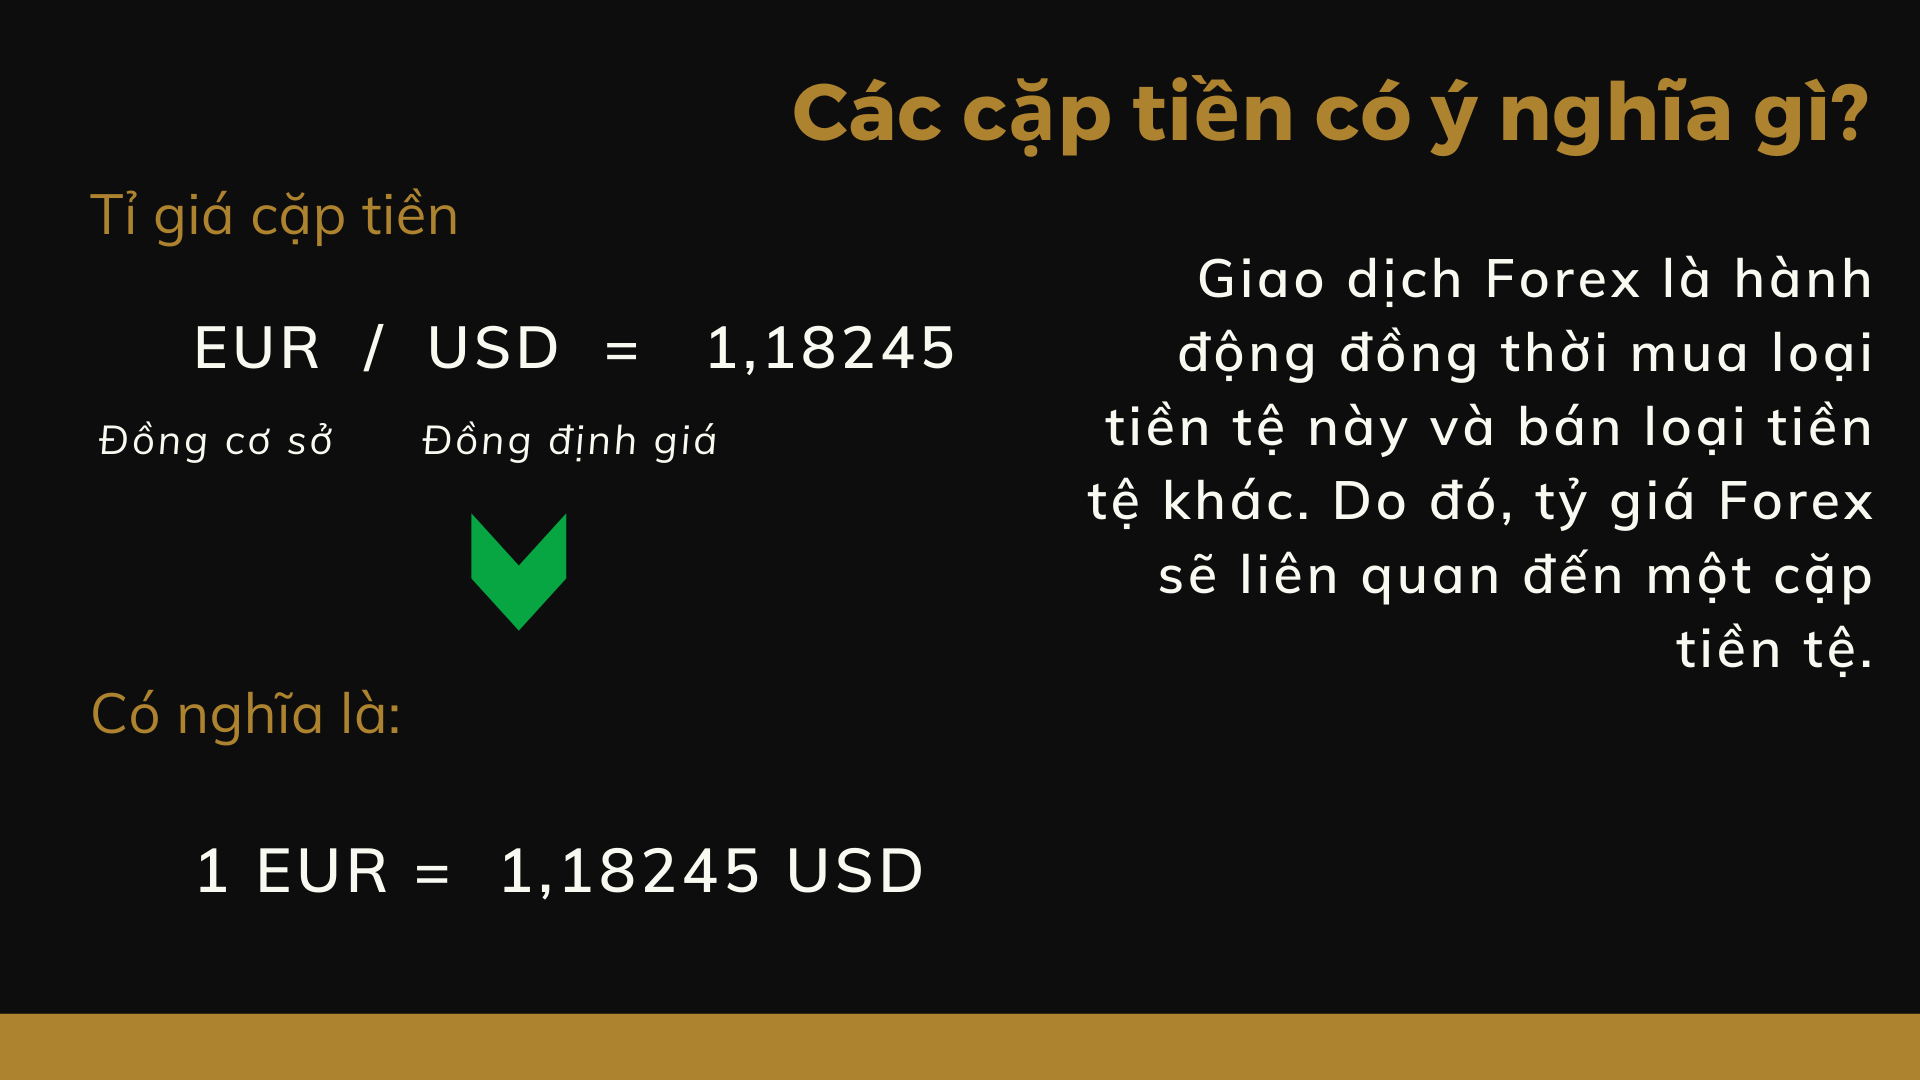 Các cặp tiền có ý nghĩa gì?
Tỉ giá cặp tiền
EUR / USD = 1,18245
Đồng cơ sở Đồng định giá
Có nghĩa là:
1 EUR = 1,18245 USD
Giao dịch Forex là hành
động đồng thời mua loại
tiền tệ này và bán loại tiền
tệ khác. Do đó, tỷ giá Forex
sẽ liên quan đến một cặp
tiền tệ.